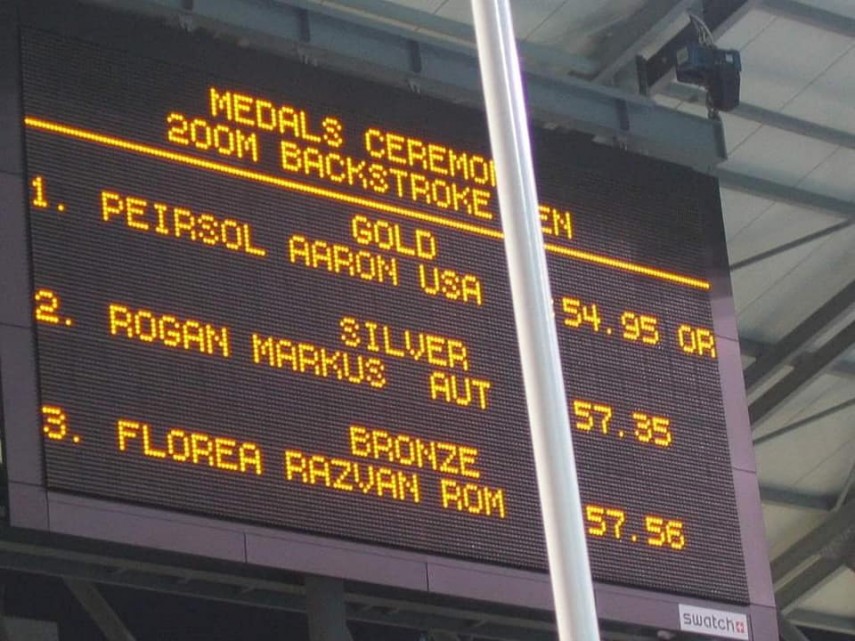 MEDALS CEREMO
200M BACKSTROKE EN
GOLD
1. PEIRSOL AARON USA :54.95 OR
SILVER
2. ROGAN MARKUS AUT 57.35
BRONZE
3. FLOREA RAZVAN ROM 57.56
swatch